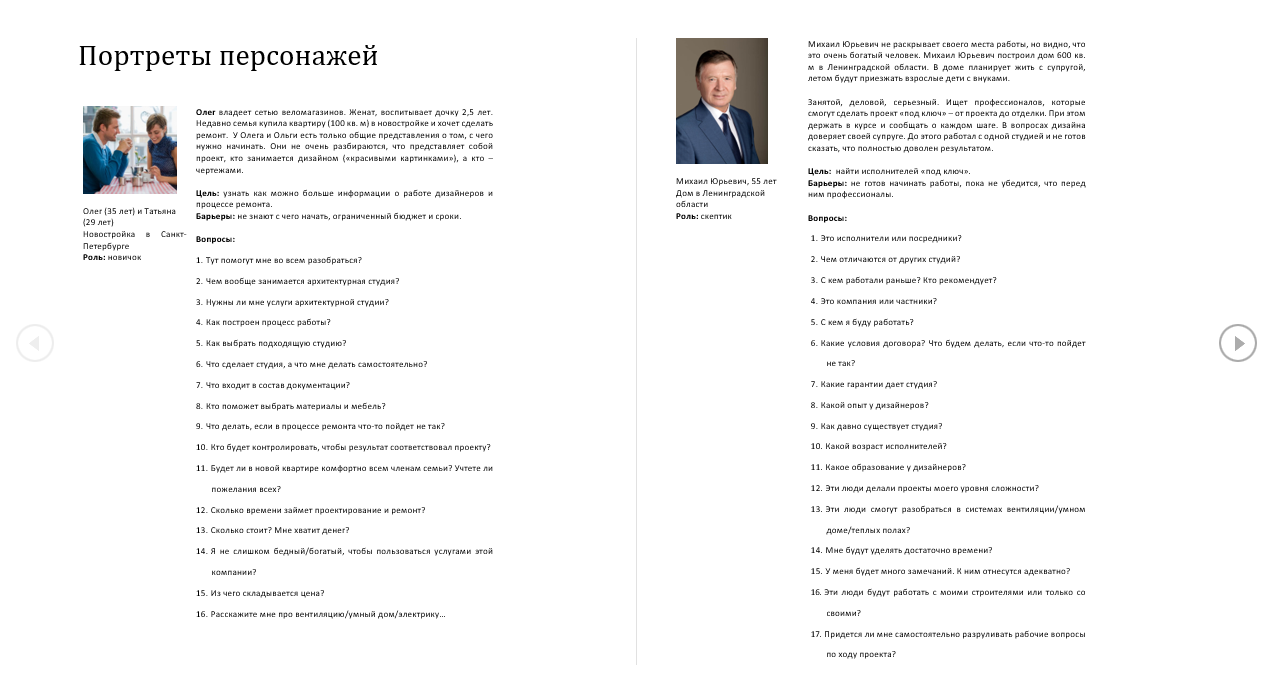 Портреты персонажей
Олег (35 лет) и Татьяна
(29 лет)
Новостройка в Санкт-
Петербурге
Роль: новичок
Олег владеет сетью веломагазинов. Женат, воспитывает дочку 2,5 лет.
Недавно семья купила квартиру (100 кв. м) в новостройке и хочет сделать
ремонт. У Олега и Ольги есть только общие представления о том, с чего
нужно начинать. Они не очень разбираются, что представляет собой
проект, кто занимается дизайном («красивыми картинками»), а кто –
чертежами.
Цель: узнать как можно больше информации о работе дизайнеров и
процессе ремонта.
Барьеры: не знают с чего начать, ограниченный бюджет и сроки.
Вопросы:
1. Тут помогут мне во всем разобраться?
2. Чем вообще занимается архитектурная студия?
3. Нужны ли мне услуги архитектурной студии?
4. Как построен процесс работы?
5. Как выбрать подходящую студию?
6. Что сделает студия, а что мне делать самостоятельно?
7. Что входит в состав документации?
8. Кто поможет выбрать материалы и мебель?
9. Что делать, если в процессе ремонта что-то пойдет не так?
10. Кто будет контролировать, чтобы результат соответствовал проекту?
11. Будет ли в новой квартире комфортно всем членам семьи? Учтете ли
пожелания всех?
12. Сколько времени займет проектирование и ремонт?
13. Сколько стоит? Мне хватит денег?
14. Я не слишком бедный/богатый, чтобы пользоваться услугами этой
компании?
15. Из чего складывается цена?
16. Расскажите мне про вентиляцию/умный дом/электрику…
Михаил Юрьевич, 55 лет
Дом в Ленинградской
области
Роль: скептик
Михаил Юрьевич не раскрывает своего места работы, но видно, что
это очень богатый человек. Михаил Юрьевич построил дом 600 кв.
м в Ленинградской области. В доме планирует жить с супругой,
летом будут приезжать взрослые дети с внуками.
Занятой, деловой, серьезный. Ищет профессионалов, которые
смогут сделать проект «под ключ» – от проекта до отделки. При этом
держать в курсе и сообщать о каждом шаге. В вопросах дизайна
доверяет своей супруге. До этого работал с одной студией и не готов
сказать, что полностью доволен результатом.
Цель: найти исполнителей «под ключ».
Барьеры: не готов начинать работы, пока не убедится, что перед
ним профессионалы.
Вопросы:
1. Это исполнители или посредники?
2. Чем отличаются от других студий?
3. С кем работали раньше? Кто рекомендует?
4. Это компания или частники?
5. С кем я буду работать?
6. Какие условия договора? Что будем делать, если что-то пойдет
не так?
7. Какие гарантии дает студия?
8. Какой опыт у дизайнеров?
9. Как давно существует студия?
10. Какой возраст исполнителей?
11. Какое образование у дизайнеров?
12. Эти люди делали проекты моего уровня сложности?
13. Эти люди смогут разобраться в системах вентиляции/умном
доме/теплых полах?
14. Мне будут уделять достаточно времени?
15. У меня будет много замечаний. К ним отнесутся адекватно?
16. Эти люди будут работать с моими строителями или только со
своими?
17. Придется ли мне самостоятельно разруливать рабочие вопросы
по ходу проекта?